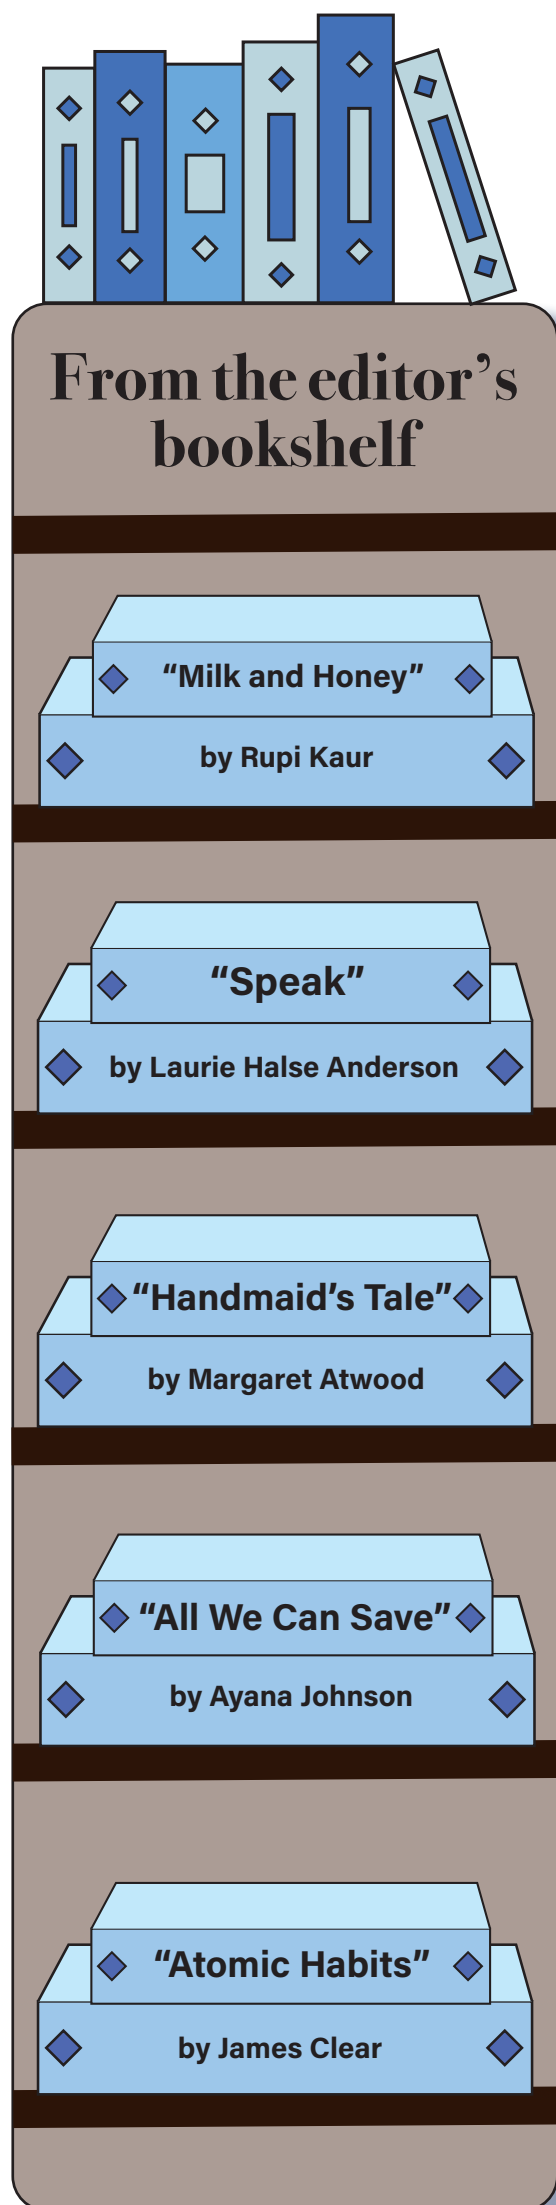 From the editor’s
bookshelf
“Milk and Honey”
by Rupi Kaur
“Speak”
by Laurie Halse Anderson
“Handmaid’s Tale”
by Margaret Atwood
“All We Can Save”
by Ayana Johnson
“Atomic Habits”
by James Clear